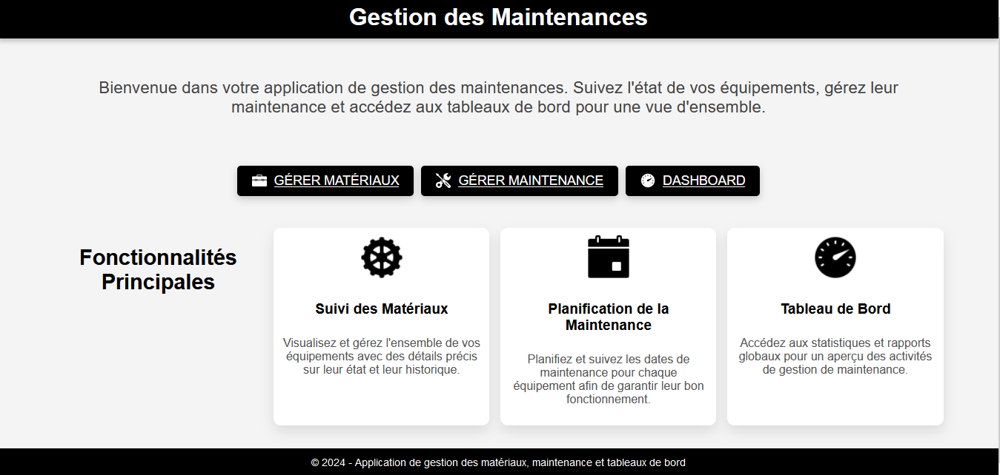 Gestion des Maintenances
Bienvenue dans votre application de gestion des maintenances. Suivez l'état de vos équipements, gérez leur
maintenance et accédez aux tableaux de bord pour une vue d'ensemble.
GÉRER MATÉRIAUX
GÉRER MAINTENANCE
DASHBOARD
Fonctionnalités
Principales
Suivi des Matériaux
Visualisez et gérez l'ensemble de vos
équipements avec des détails précis
sur leur état et leur historique.
Planification de la
Maintenance
Planifiez et suivez les dates de
maintenance pour chaque
équipement afin de garantir leur bon
fonctionnement.
Tableau de Bord
Accédez aux statistiques et rapports
globaux pour un aperçu des activités
de gestion de maintenance.
© 2024 - Application de gestion des matériaux, maintenance et tableaux de bord